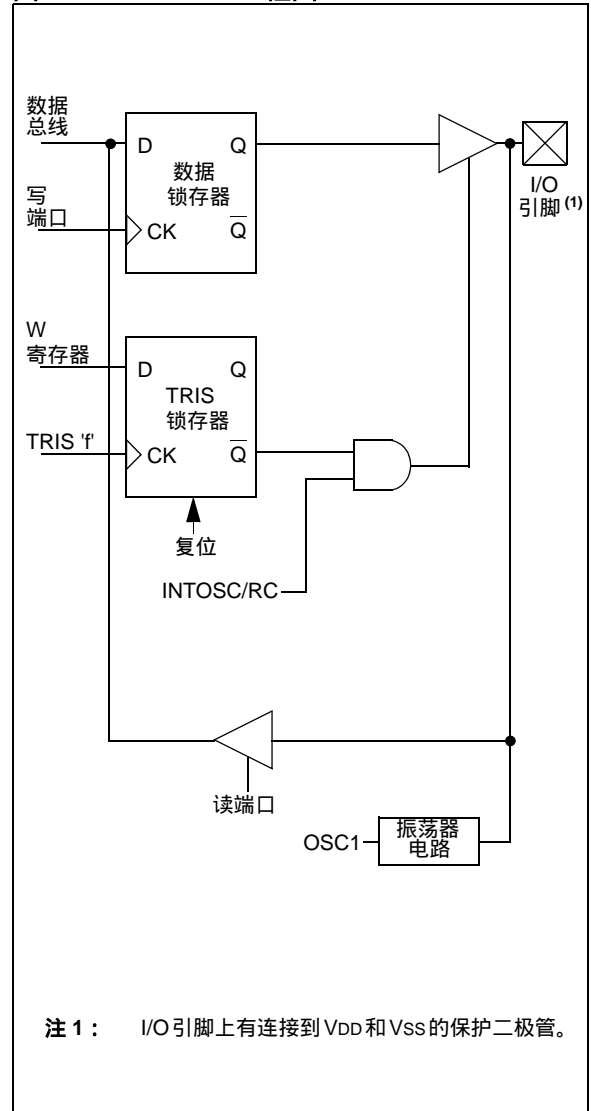 数据
总线
D
Q
数据
锁存器
I/O
引脚 (1)
写
端口
CK
Q
W
寄存器
D
Q
TRIS
锁存器
TRIS 'f'
CK
Q
复位
INTOSC/RC
读端口
OSC1
振荡器
电路
注 1： I/O 引脚上有连接到 VDD 和 VSS 的保护二极管。